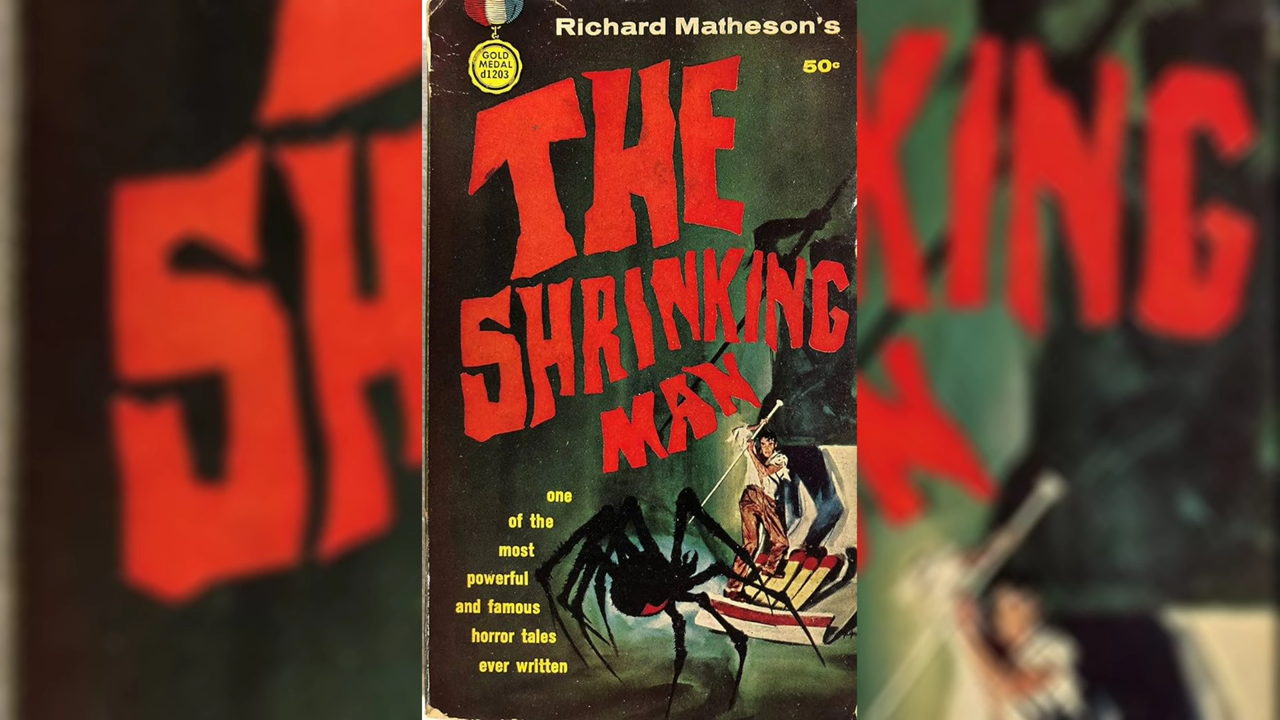 Richard Matheson's
GOLD
MEDAL
d1203
50c
THE
SHRINKING
MAN
one
of the
most
powerful
and famous
horror tales
ever written